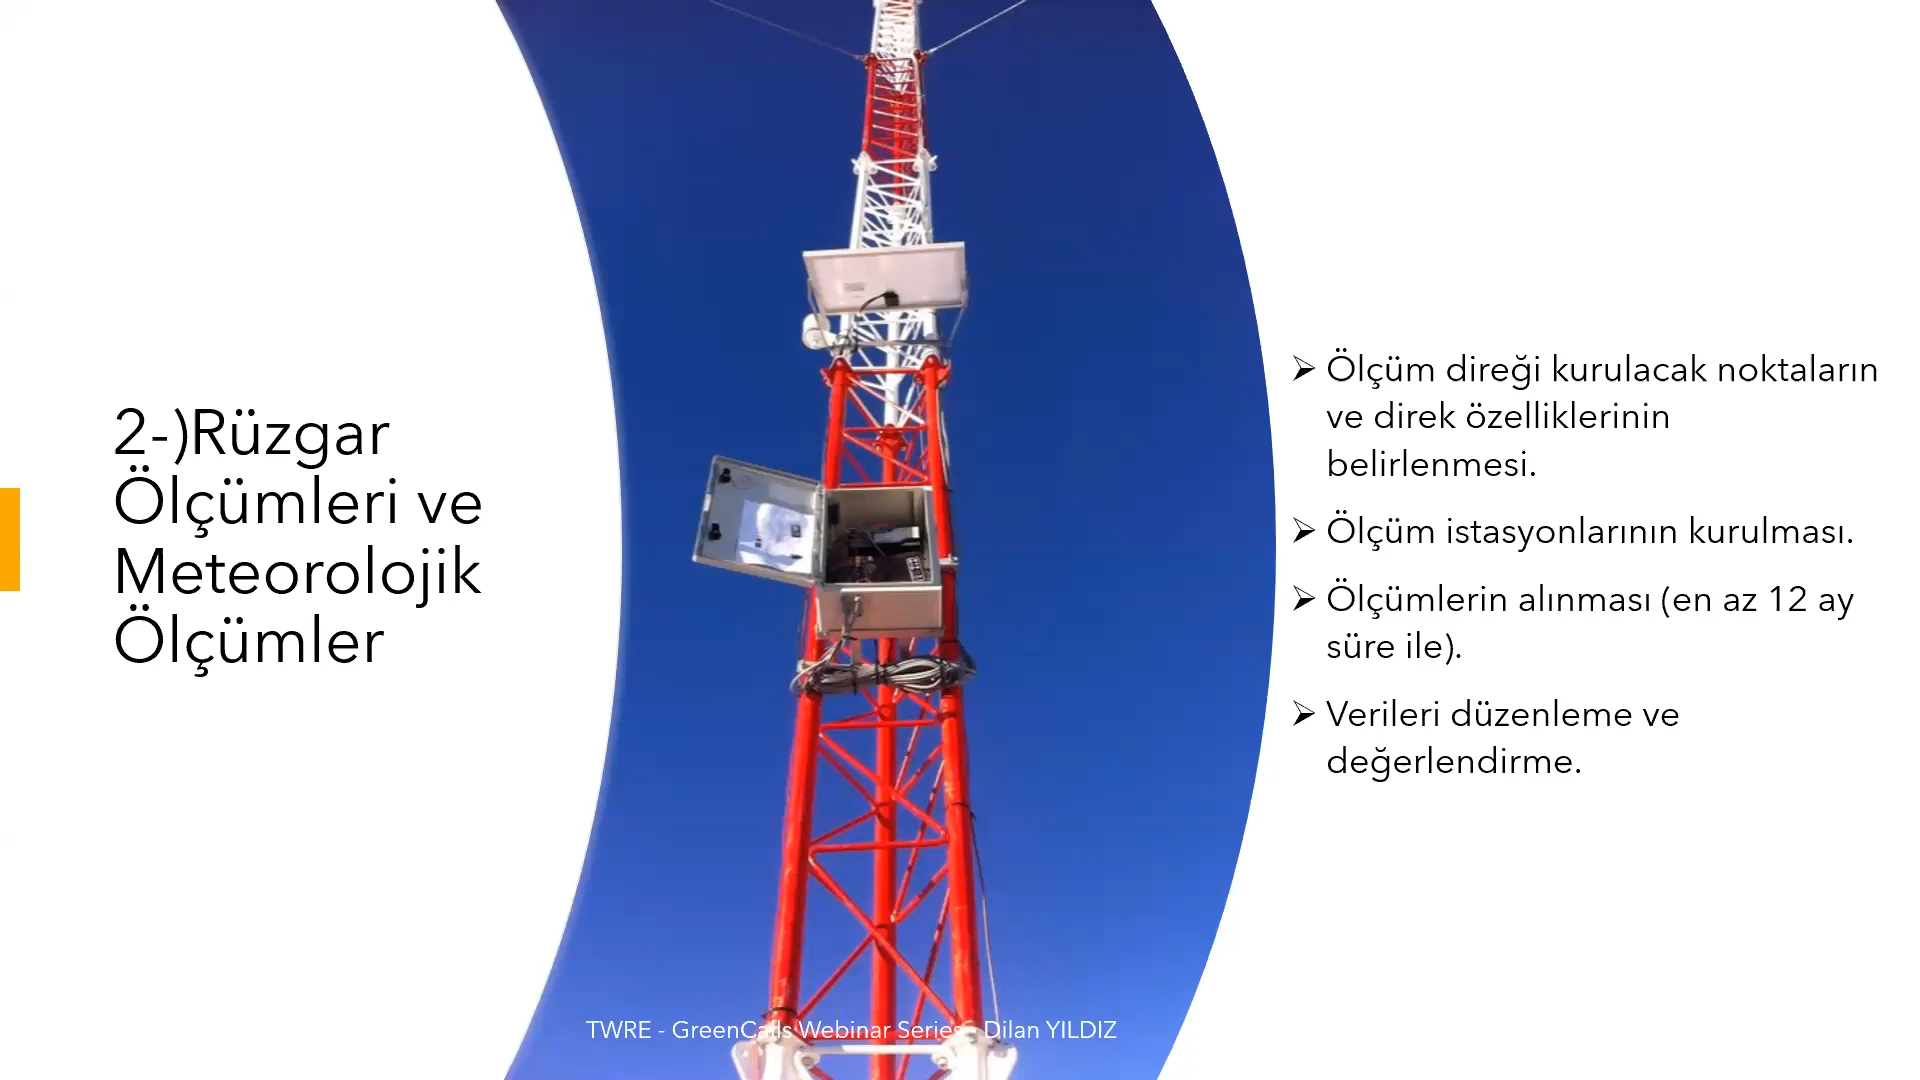 2-)Rüzgar
Ölçümleri ve
Meteorolojik
Ölçümler
➢ Ölçüm direği kurulacak noktaların
ve direk özelliklerinin
belirlenmesi.
➢ Ölçüm istasyonlarının kurulması.
➢ Ölçümlerin alınması (en az 12 ay
süre ile).
➢ Verileri düzenleme ve
değerlendirme.
TWRE - GreenCalls Webinar Series - Dilan YILDIZ